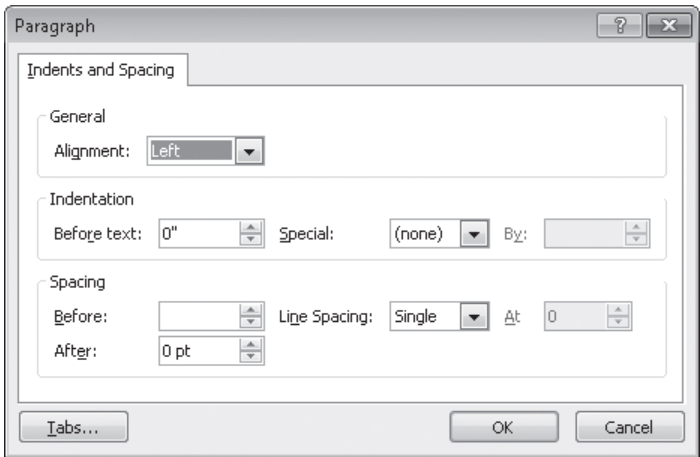 Paragraph
Indents and Spacing
General
Alignment: Left
Indentation
Before text: 0" Special: (none) By:
Spacing
Before: Line Spacing: Single At 0
After: 0 pt
Tabs... OK Cancel